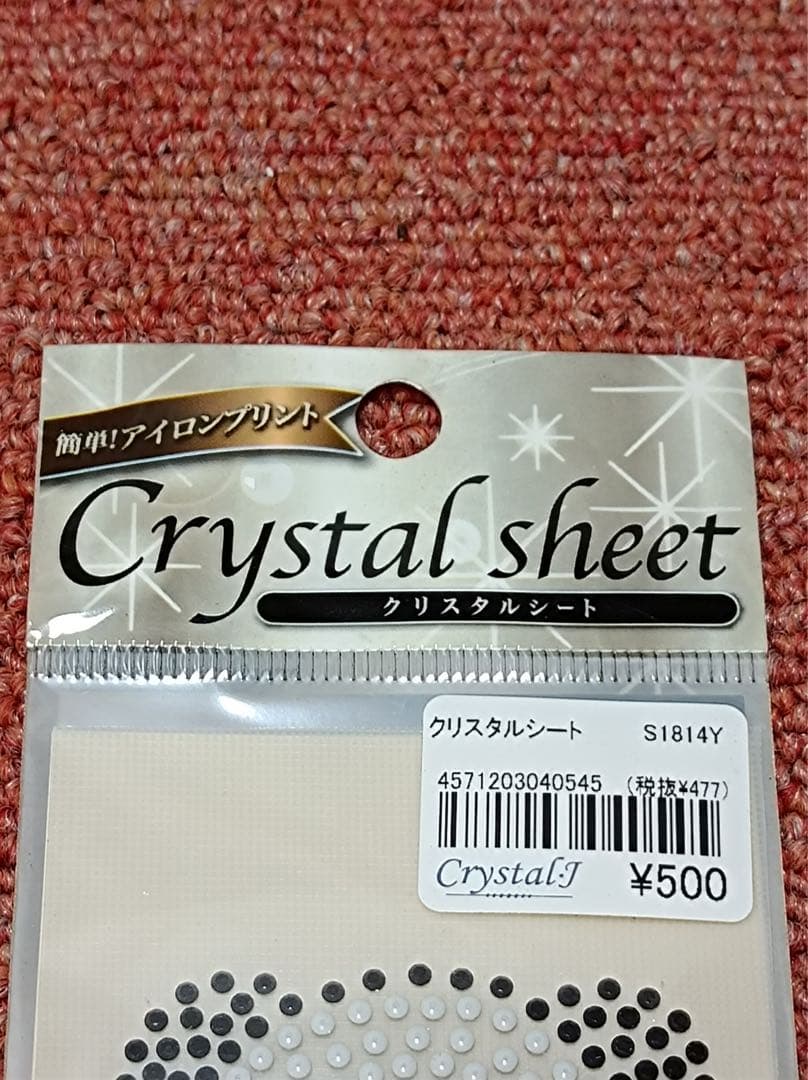 簡単!アイロンプリント
Crystal sheet
クリスタルシート
クリスタルシート S1814Y
4571203040545 (税抜¥477)
Crystal-J ¥500